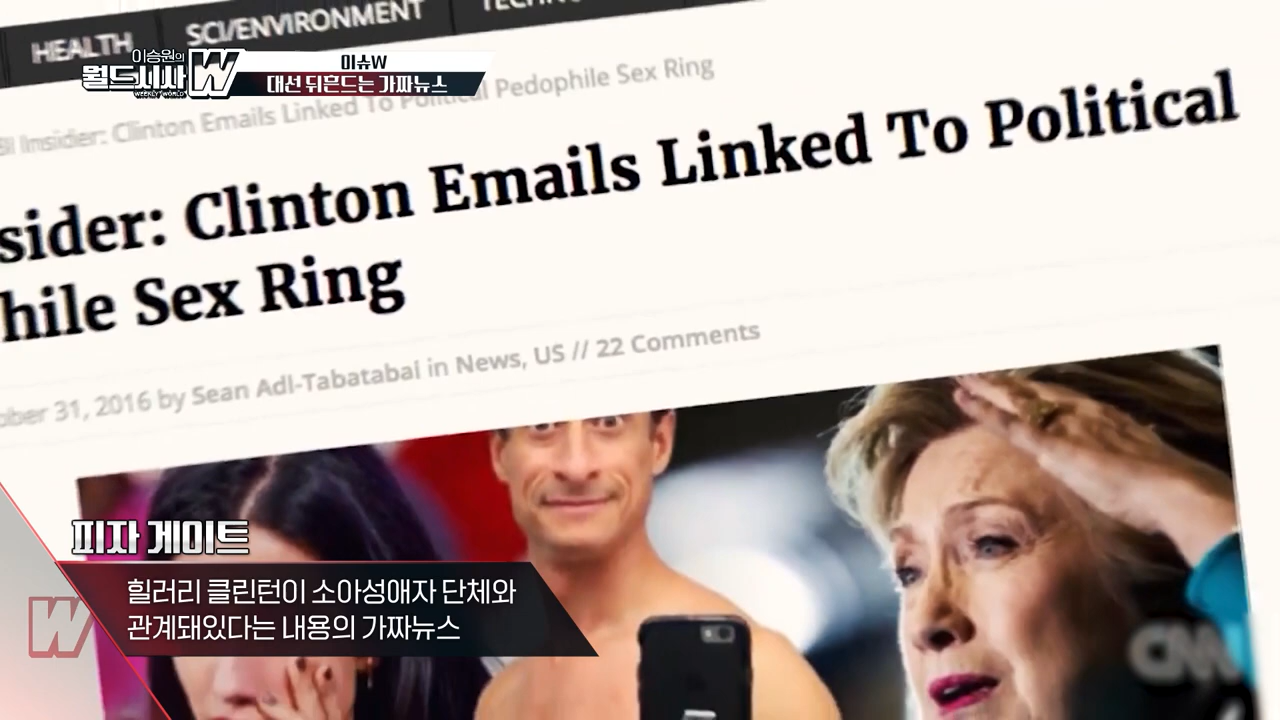 HEALTH
SCI/ENVIRONMENT
이승원의
월드시사 W
WEEKLY WORLD
이슈W
대선 뒤흔드는 가짜뉴스
Insider: Clinton Emails Linked To Political Pedophile Sex Ring
sider: Clinton Emails Linked To Political
hile Sex Ring
ober 31, 2016 by Sean Adl-Tabatabai in News, US // 22 Comments
피자 게이트
힐러리 클린턴이 소아성애자 단체와
관계돼있다는 내용의 가짜뉴스
W
CNN